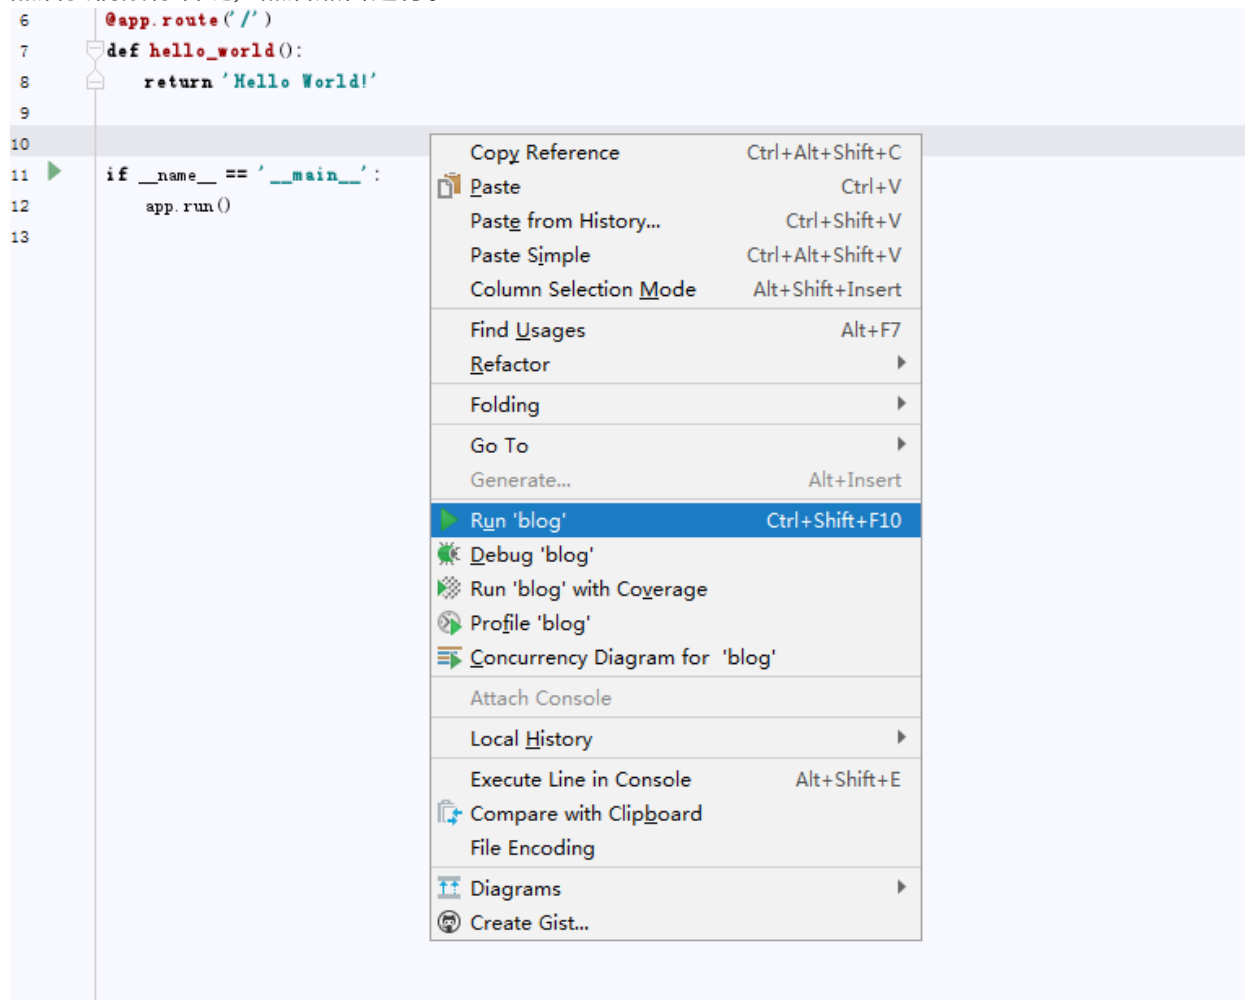 6 @app.route('/')
7 def hello_world():
8 return 'Hello World!'
9
10
11 if __name__ == '__main__':
12 app.run()
13
Copy Reference Ctrl+Alt+Shift+C
Paste Ctrl+V
Paste from History... Ctrl+Shift+V
Paste Simple Ctrl+Alt+Shift+V
Column Selection Mode Alt+Shift+Insert
Find Usages Alt+F7
Refactor
Folding
Go To
Generate... Alt+Insert
Run 'blog' Ctrl+Shift+F10
Debug 'blog'
Run 'blog' with Coverage
Profile 'blog'
Concurrency Diagram for 'blog'
Attach Console
Local History
Execute Line in Console Alt+Shift+E
Compare with Clipboard
File Encoding
Diagrams
Create Gist...